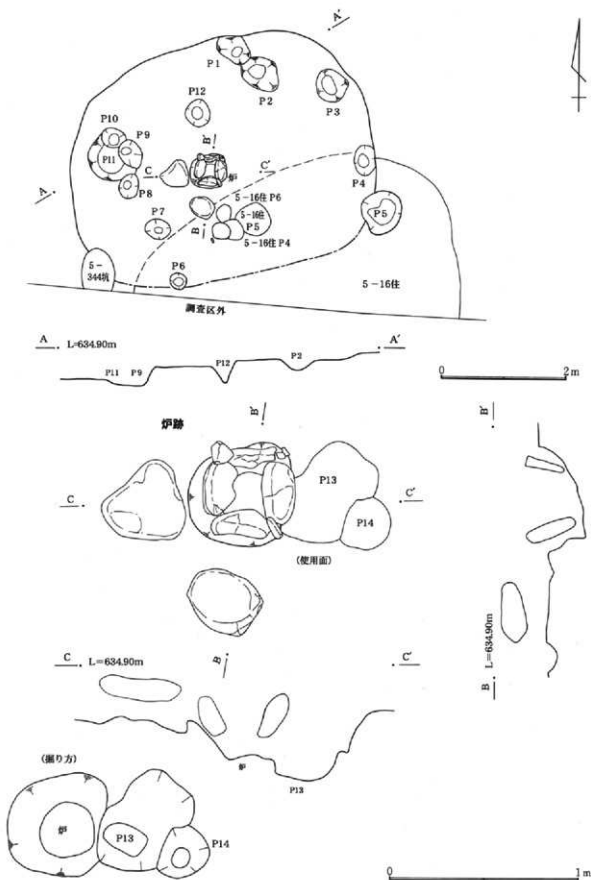 A'
P1
P2
P3
P12
P10
P9
P11
P8
B'
C
C'
炉
A
P4
5-16住 P6
5-16住
P5
5-16住 P4
B
P7
P5
5-344坑
P6
5-16住
調査区外
A L=634.90m A'
P11 P9 P12 P2
0 2m
炉跡
B'
B'
P13
C
C'
P14
(使用面)
B L=634.90m
B
C L=634.90m C'
炉
P13
(掘り方)
炉
P13
P14
0 1m